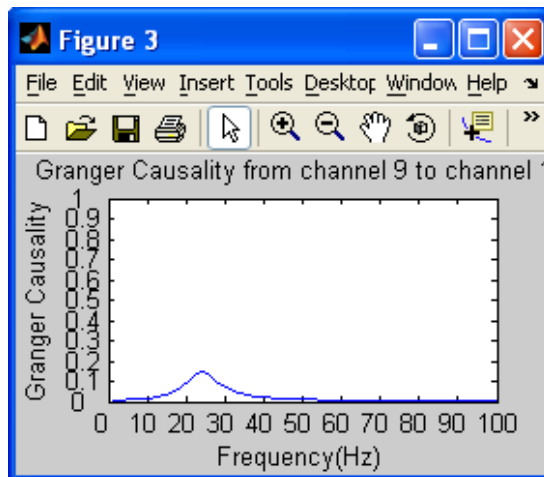 Figure 3
File Edit View Insert Tools Desktop Window Help
Granger Causality from channel 9 to channel 1
Granger Causality
1
0.9
0.8
0.7
0.6
0.5
0.4
0.3
0.2
0.1
0
0 10 20 30 40 50 60 70 80 90 100
Frequency(Hz)